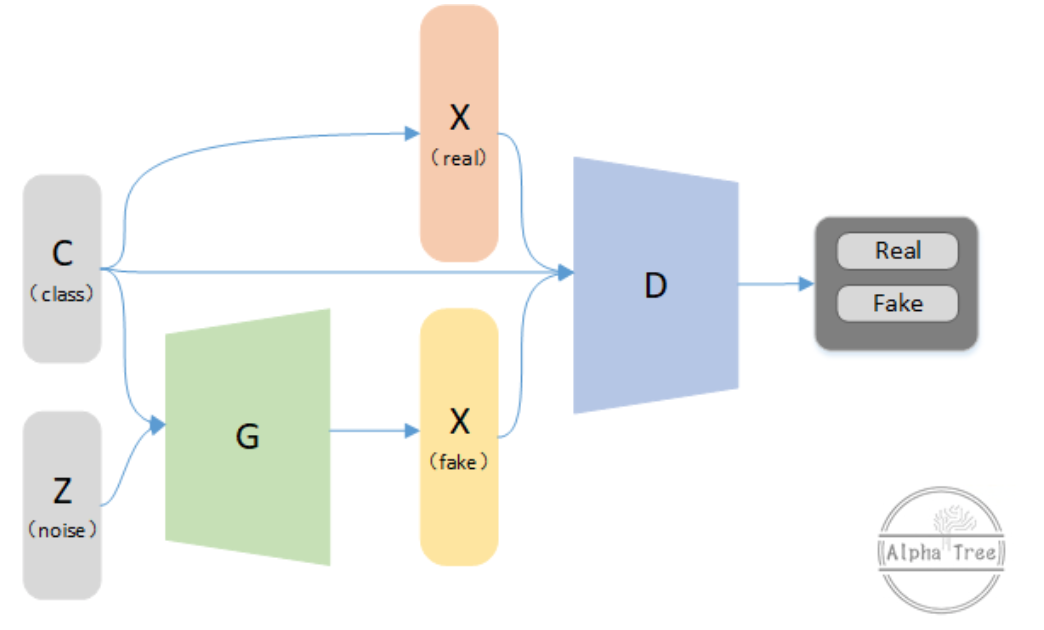 X
(real)
C
(class)
D
Real
Fake
G
X
(fake)
Z
(noise)
Alpha Tree